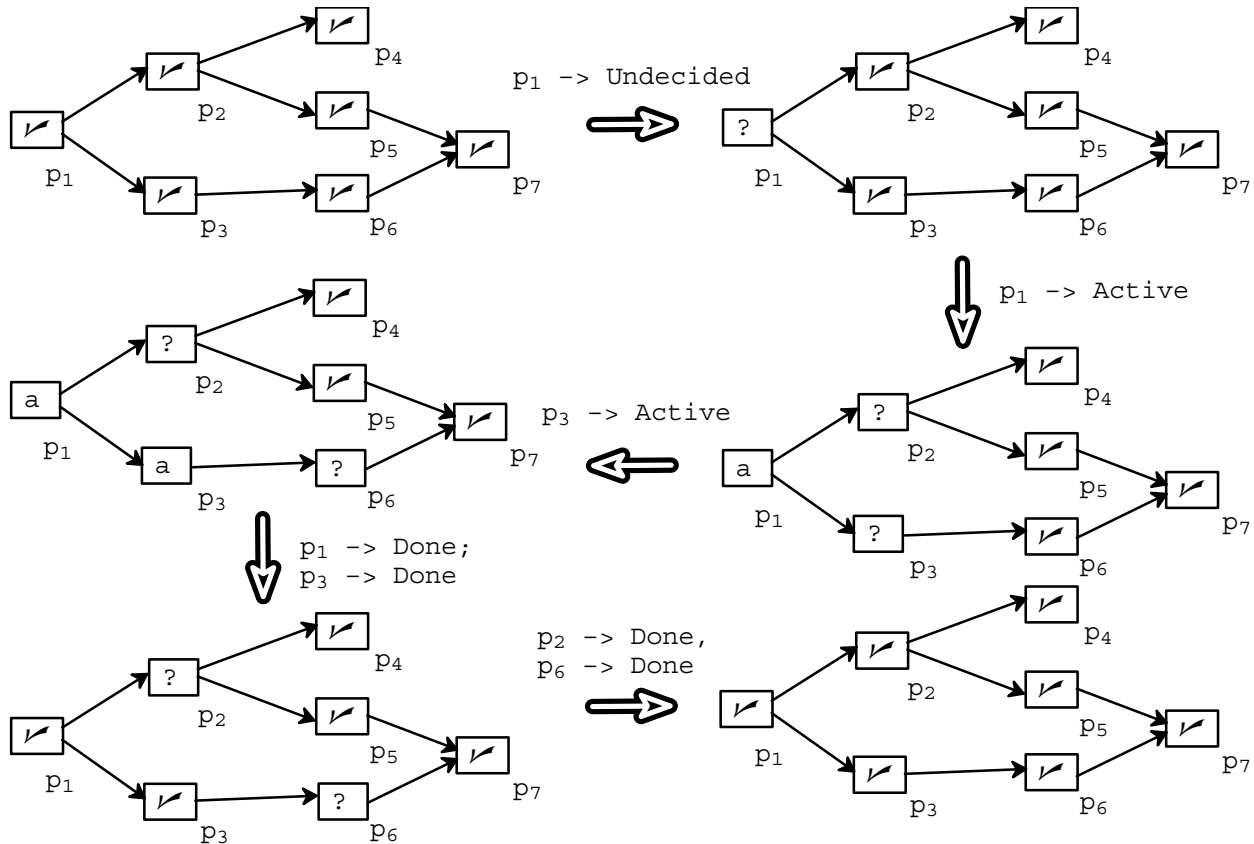 p₄
p₂
p₅
p₁
p₇
p₃
p₆
p₁ -> Undecided
p₄
p₂
?
p₅
p₁
p₇
p₃
p₆
p₁ -> Active
p₄
?
p₂
a
p₅
p₁
p₇
?
p₃
p₆
p₃ -> Active
p₄
?
p₂
a
p₅
p₁
p₇
a
?
p₃
p₆
p₁ -> Done;
p₃ -> Done
p₄
?
p₂
p₅
p₁
p₇
?
p₃
p₆
p₂ -> Done,
p₆ -> Done
p₄
p₂
p₅
p₁
p₇
p₃
p₆